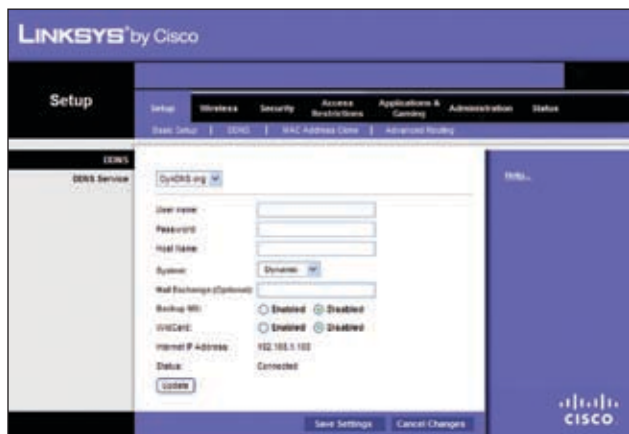 LINKSYS® by Cisco
Setup
Setup Wireless Security Access Restrictions Applications & Gaming Administration Status
Basic Setup | DDNS | MAC Address Clone | Advanced Routing
DDNS
DDNS Service
DynDNS.org
User name:
Password:
Host Name:
System: Dynamic
Mail Exchange (Optional):
Backup MX: Enabled Disabled
WildCard: Enabled Disabled
Internet IP Address: 192.168.1.100
Status: Connected
Update
Help...
Save Settings Cancel Changes
CISCO